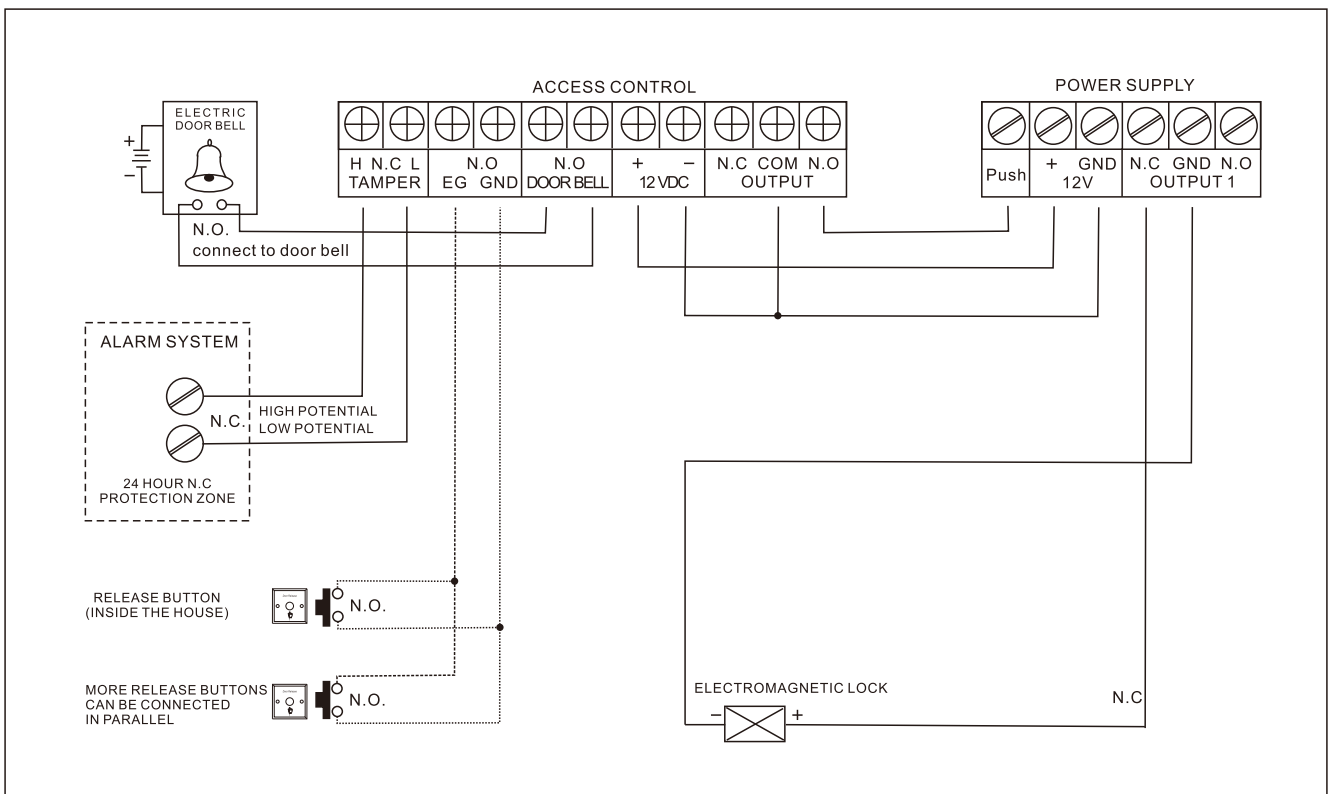 ACCESS CONTROL
POWER SUPPLY
ELECTRIC
DOOR BELL
+
−
H N.C L
TAMPER
N.O
EG GND
N.O
DOOR BELL
+ −
12 VDC
N.C COM N.O
OUTPUT
Push
+ GND
12V
N.C GND N.O
OUTPUT 1
N.O.
connect to door bell
ALARM SYSTEM
N.C.
HIGH POTENTIAL
LOW POTENTIAL
24 HOUR N.C
PROTECTION ZONE
RELEASE BUTTON
(INSIDE THE HOUSE)
N.O.
MORE RELEASE BUTTONS
CAN BE CONNECTED
IN PARALLEL
N.O.
ELECTROMAGNETIC LOCK
− +
N.C